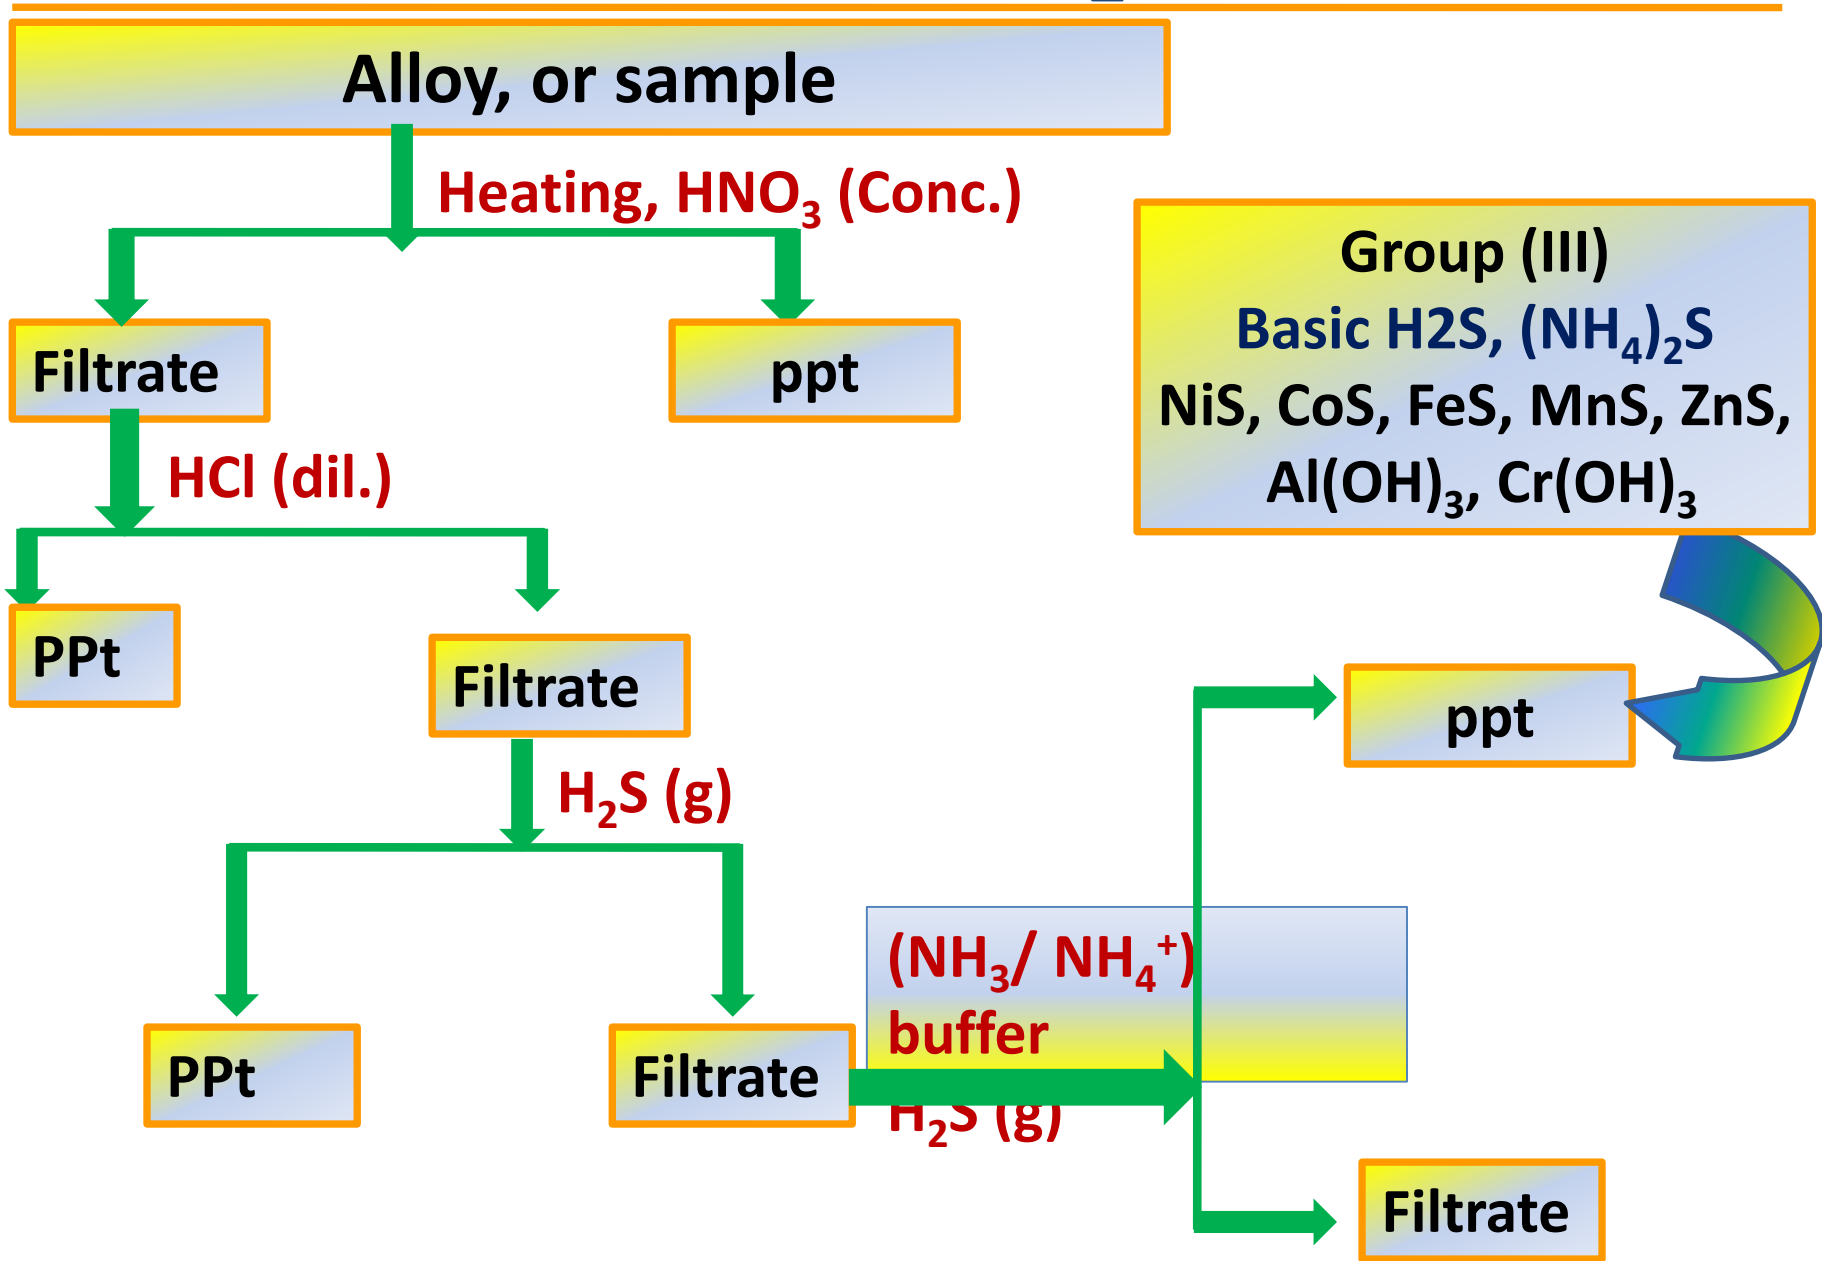 Alloy, or sample
Heating, HNO₃ (Conc.)
Filtrate
ppt
Group (III)
Basic H2S, (NH₄)₂S
NiS, CoS, FeS, MnS, ZnS,
Al(OH)₃, Cr(OH)₃
HCl (dil.)
PPt
Filtrate
ppt
H₂S (g)
(NH₃/ NH₄⁺)
buffer
H₂S (g)
PPt
Filtrate
Filtrate